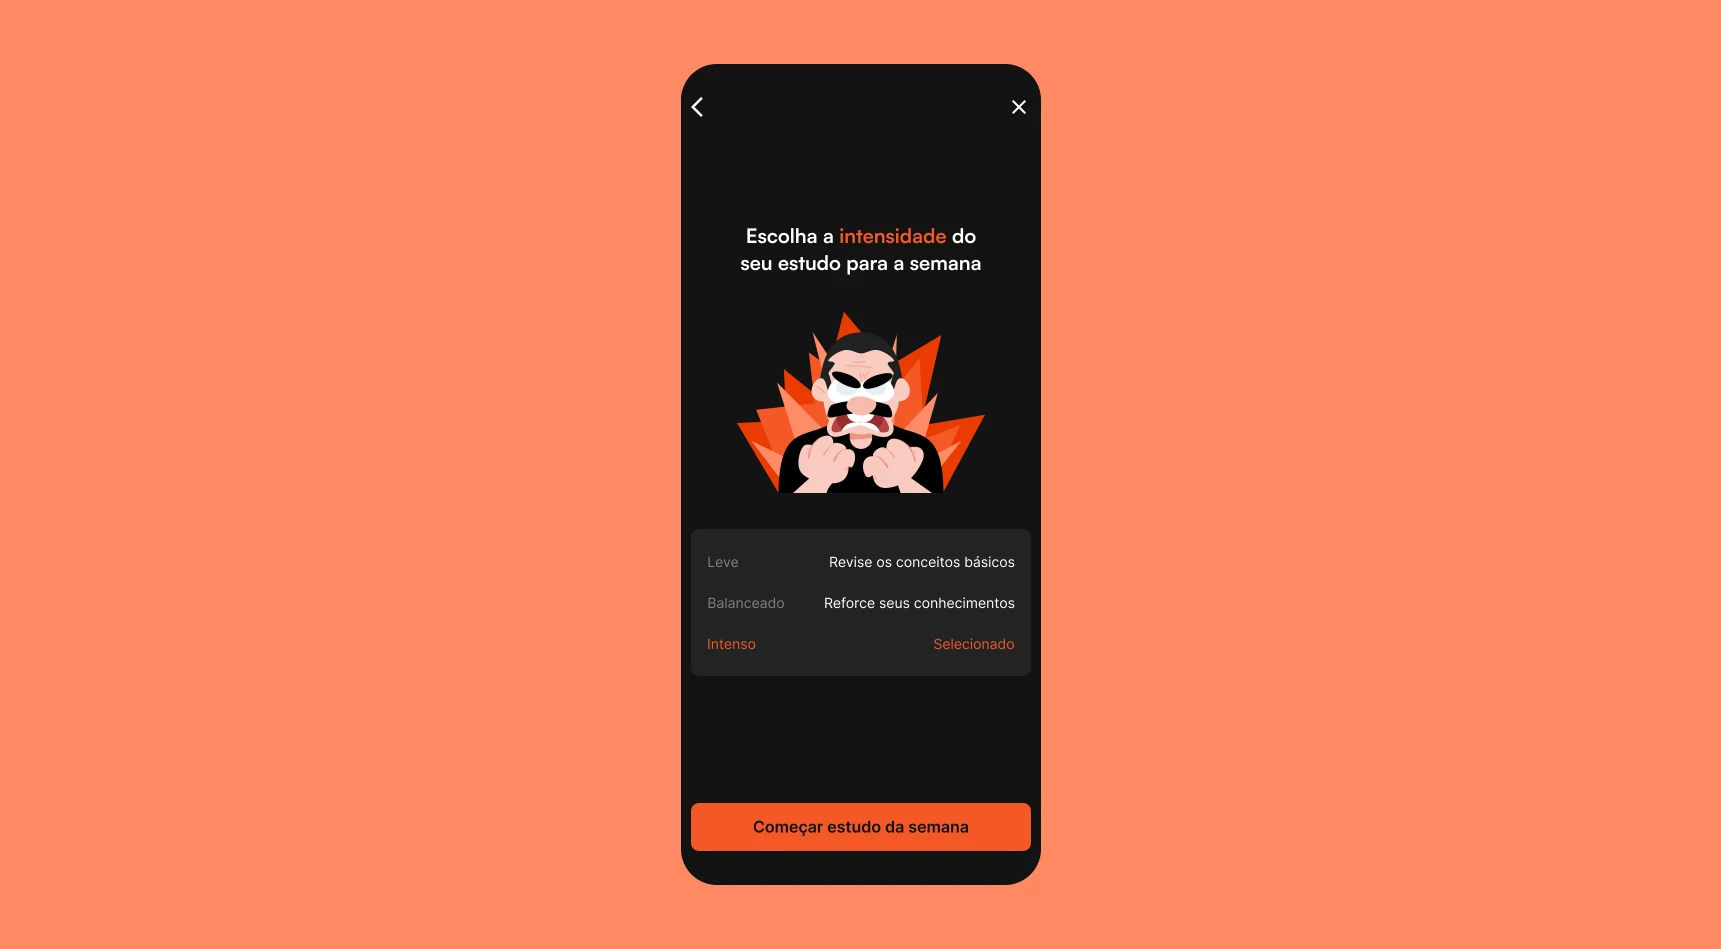 Escolha a intensidade do
seu estudo para a semana
Leve Revise os conceitos básicos
Balanceado Reforce seus conhecimentos
Intenso Selecionado
Começar estudo da semana